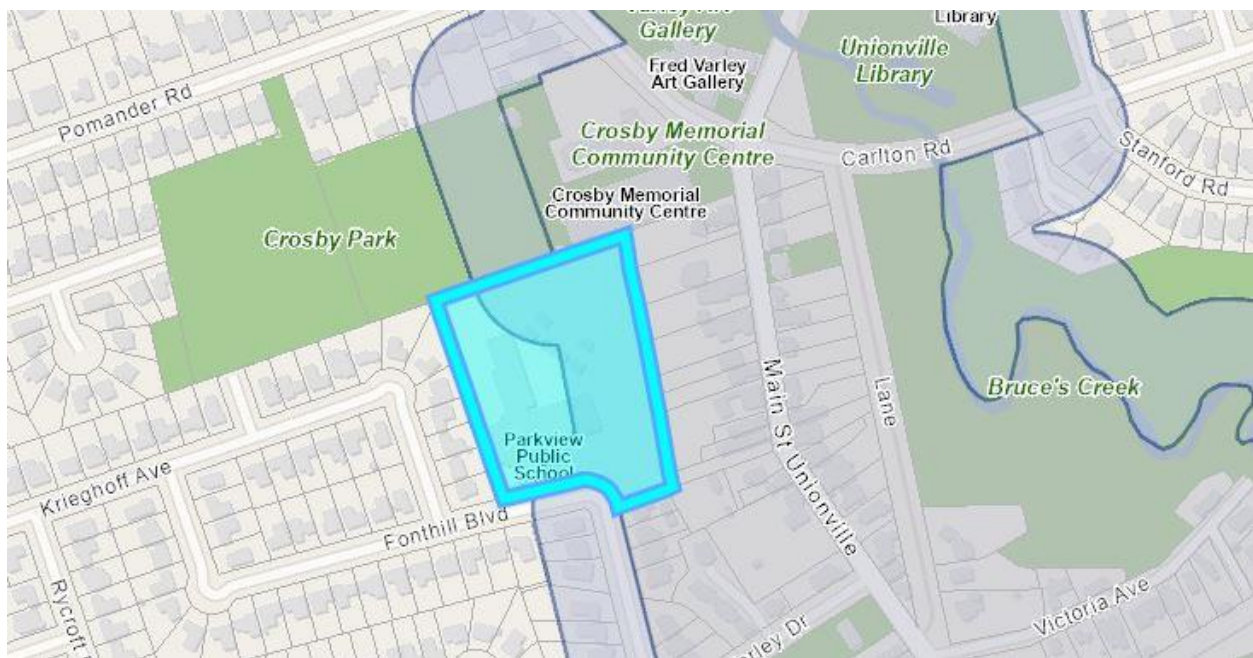 Gallery
Library
Unionville
Library
Fred Varley
Art Gallery
Pomander Rd
Crosby Memorial
Community Centre
Carlton Rd
Stanford Rd
Crosby Memorial
Community Centre
Crosby Park
Main St Unionville
Lane
Bruce's Creek
Parkview
Public
School
Krieghoff Ave
Fonthill Blvd
Rycroft
Victoria Ave
Dr